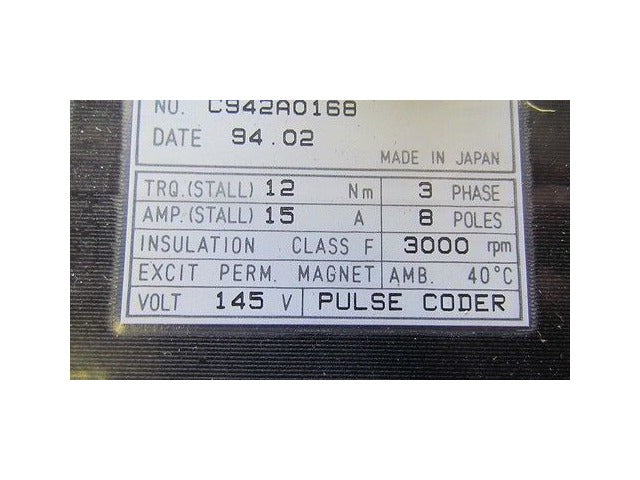 NO. C942A0168
DATE 94.02
MADE IN JAPAN
TRQ.(STALL) 12 Nm 3 PHASE
AMP.(STALL) 15 A 8 POLES
INSULATION CLASS F 3000 rpm
EXCIT PERM. MAGNET AMB. 40°C
VOLT 145 V PULSE CODER